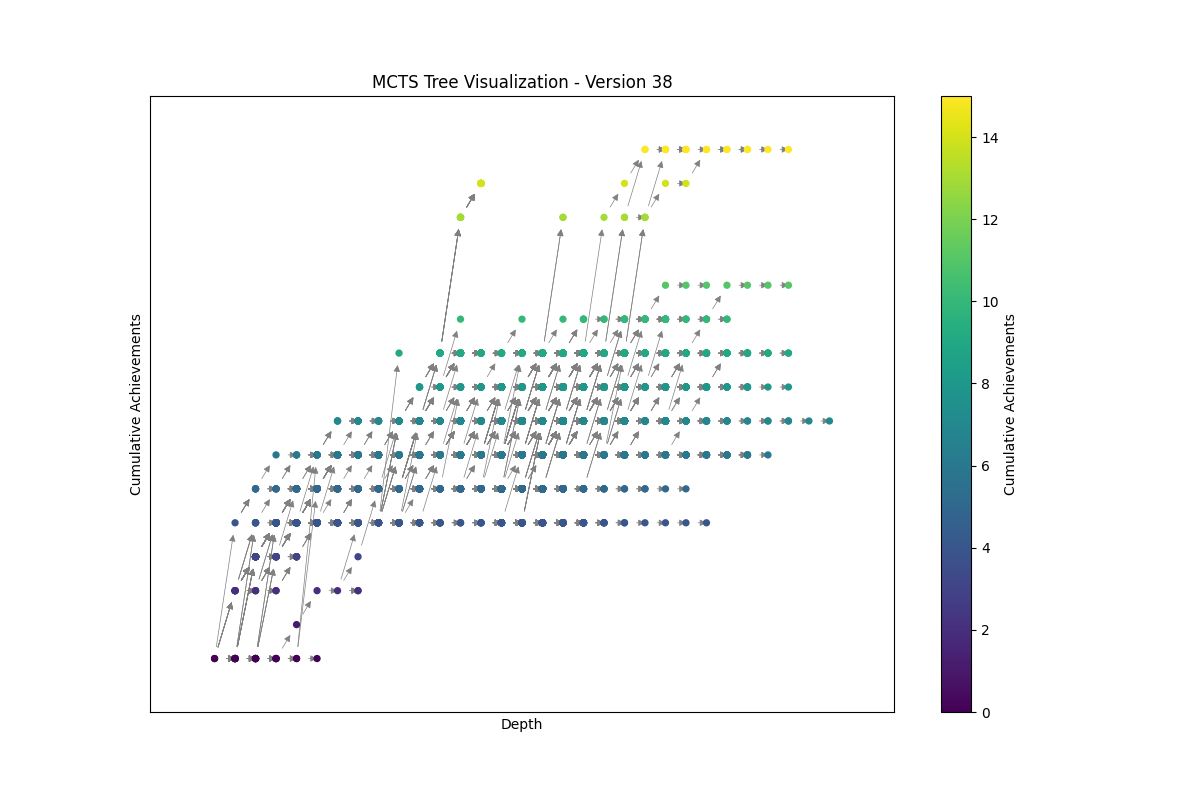 MCTS Tree Visualization - Version 38
Cumulative Achievements
Depth
14
12
10
8
6
4
2
0
Cumulative Achievements